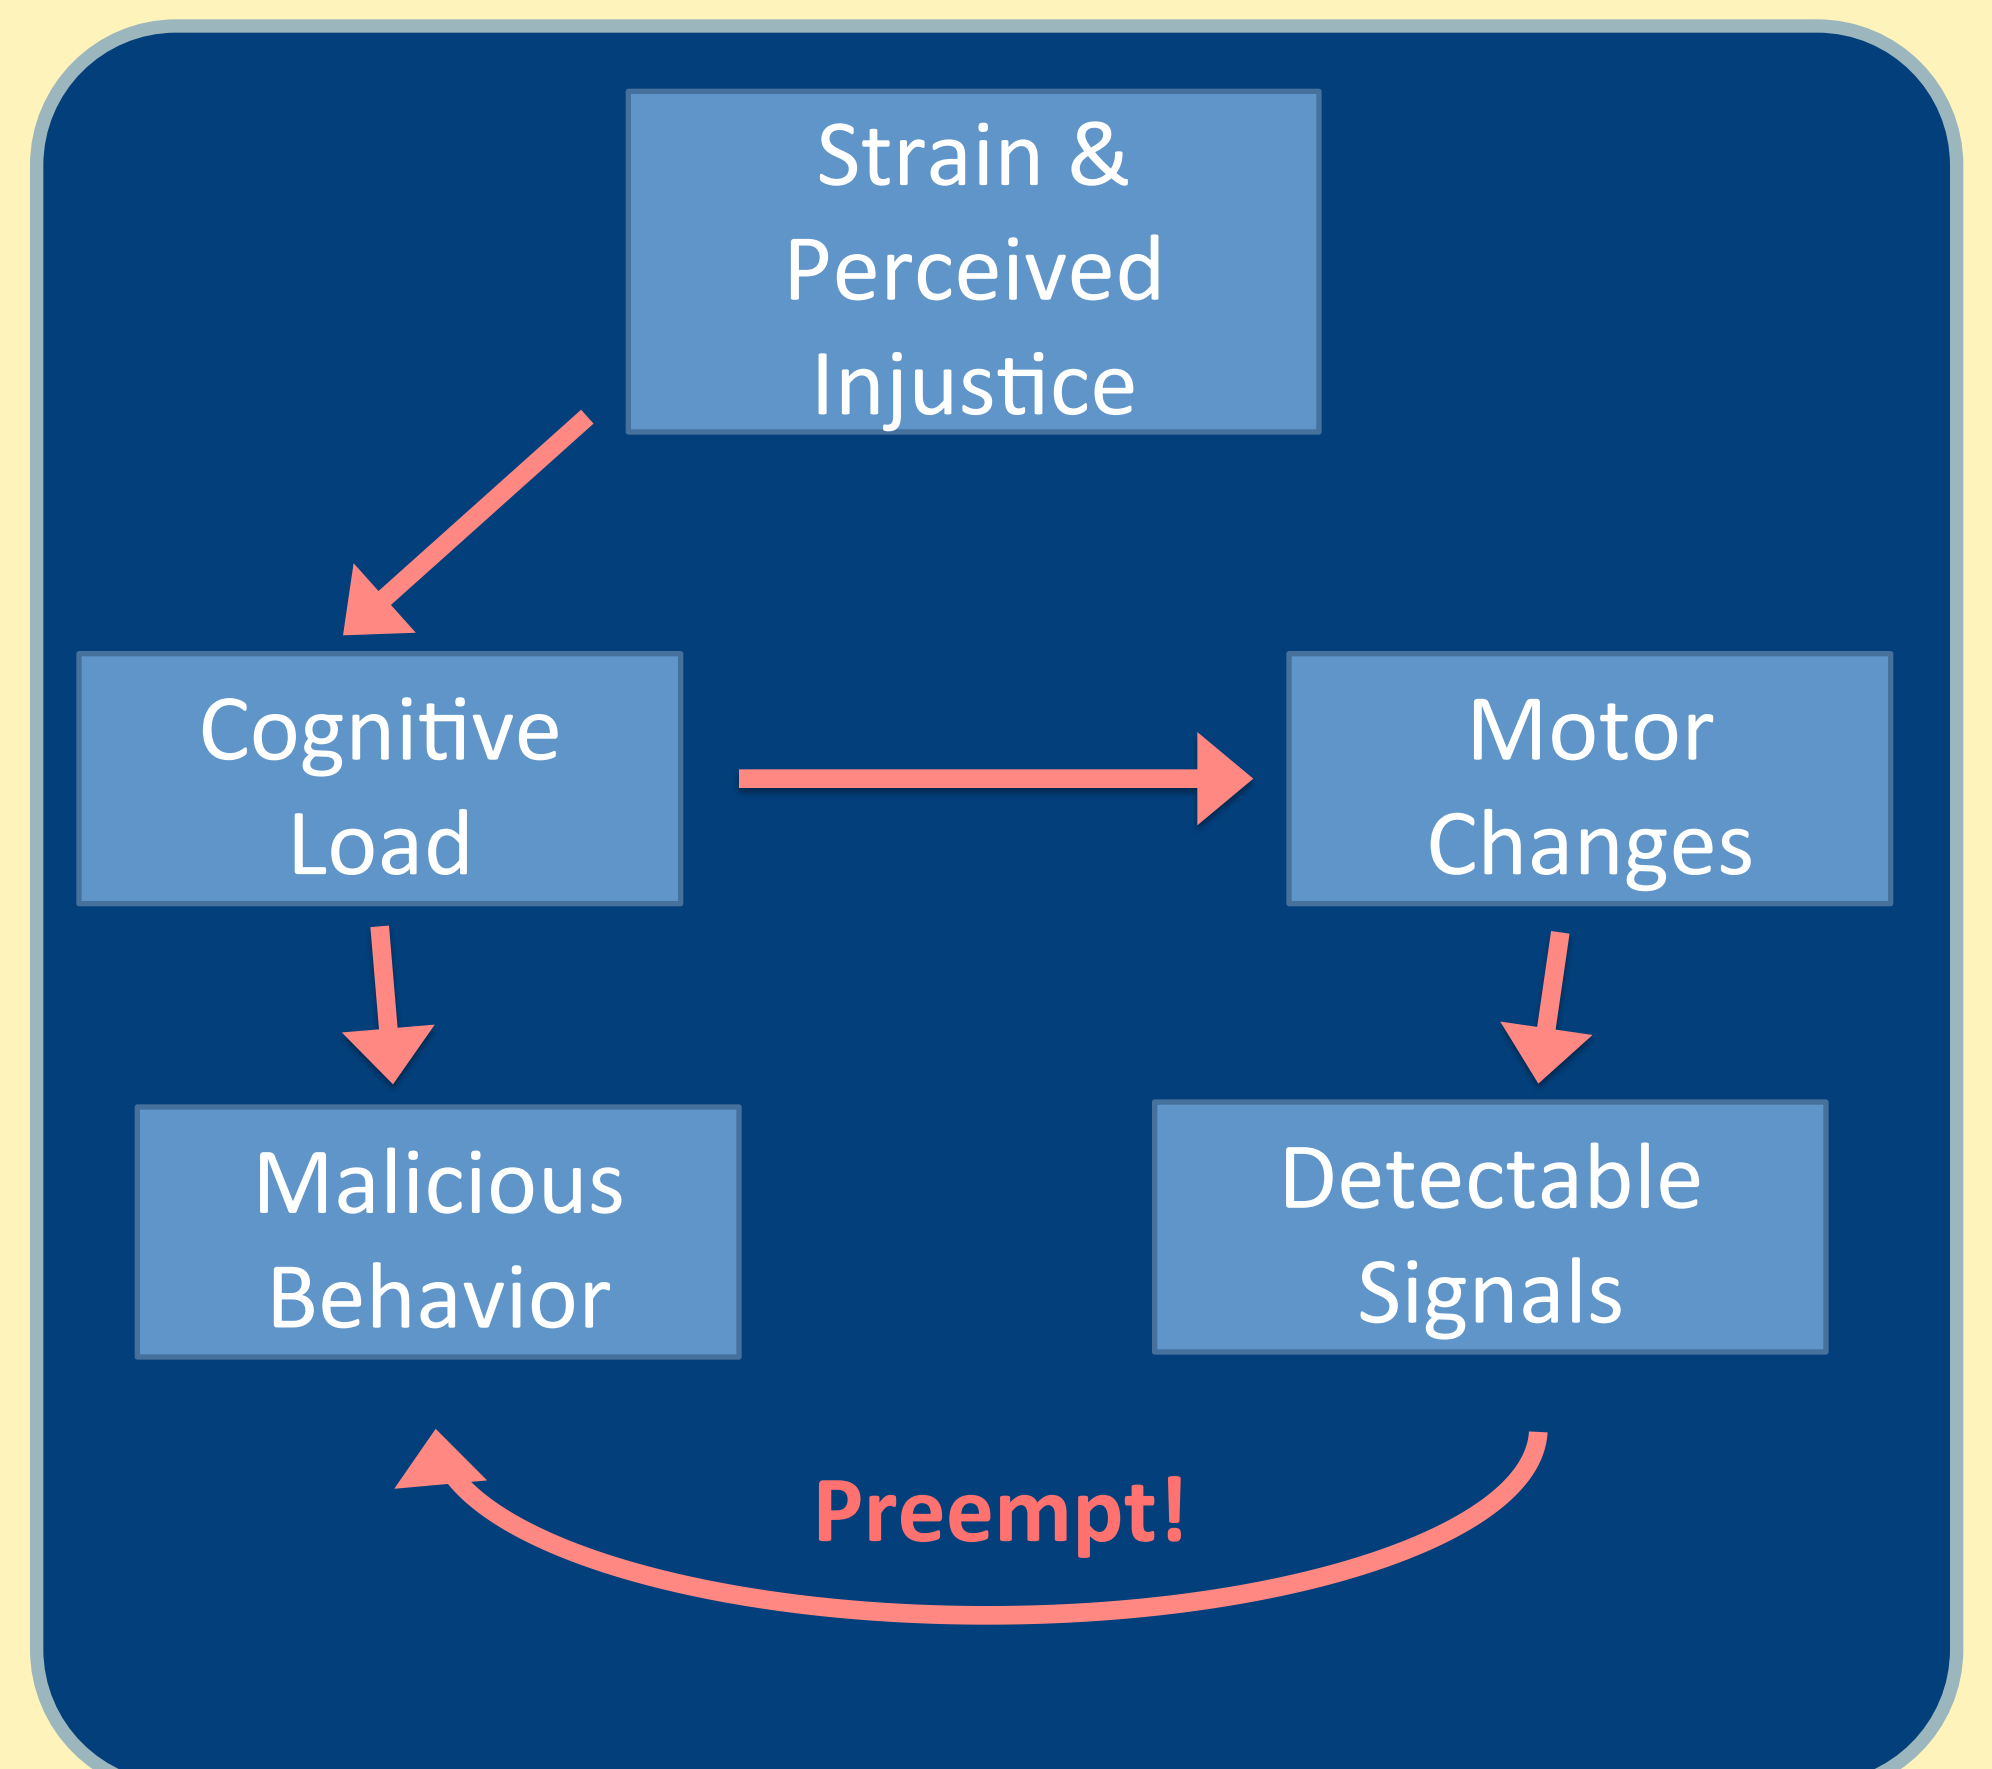 Strain &
Perceived
Injustice
Cognitive
Load
Motor
Changes
Malicious
Behavior
Detectable
Signals
Preempt!